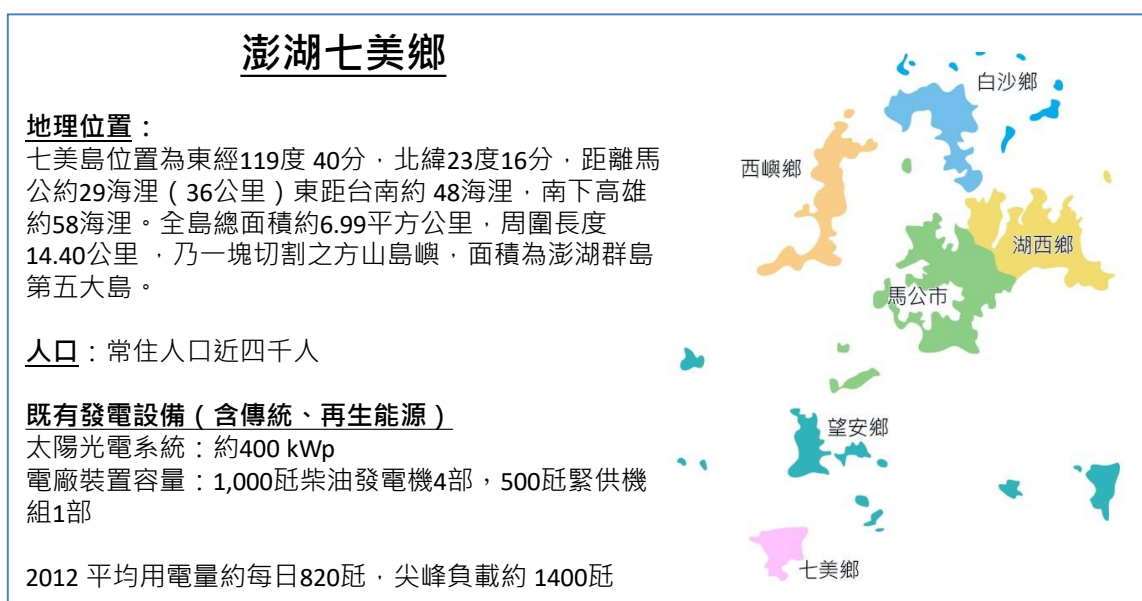 澎湖七美鄉
地理位置：
七美島位置為東經119度 40分，北緯23度16分，距離馬
公約29海浬（36公里）東距台南約 48海浬，南下高雄
約58海浬。全島總面積約6.99平方公里，周圍長度
14.40公里 ，乃一塊切割之方山島嶼，面積為澎湖群島
第五大島。
人口：常住人口近四千人
既有發電設備（含傳統、再生能源）
太陽光電系統：約400 kWp
電廠裝置容量：1,000瓩柴油發電機4部，500瓩緊供機
組1部
2012 平均用電量約每日820瓩，尖峰負載約 1400瓩
白沙鄉
西嶼鄉
湖西鄉
馬公市
望安鄉
七美鄉